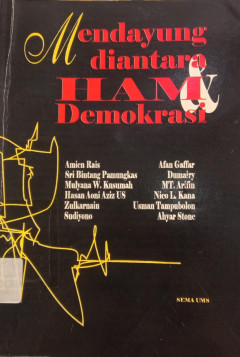 Mendayung
diantara
HAM &
Demokrasi
Amien Rais
Sri Bintang Pamungkas
Mulyana W. Kusumah
Hasan Aoni Aziz US
Zulkarnain
Sudiyono
Afan Gaffar
Dumairy
MT. Arifin
Nico L. Kana
Usman Tampubolon
Ahyar Stone
SEMA UMS